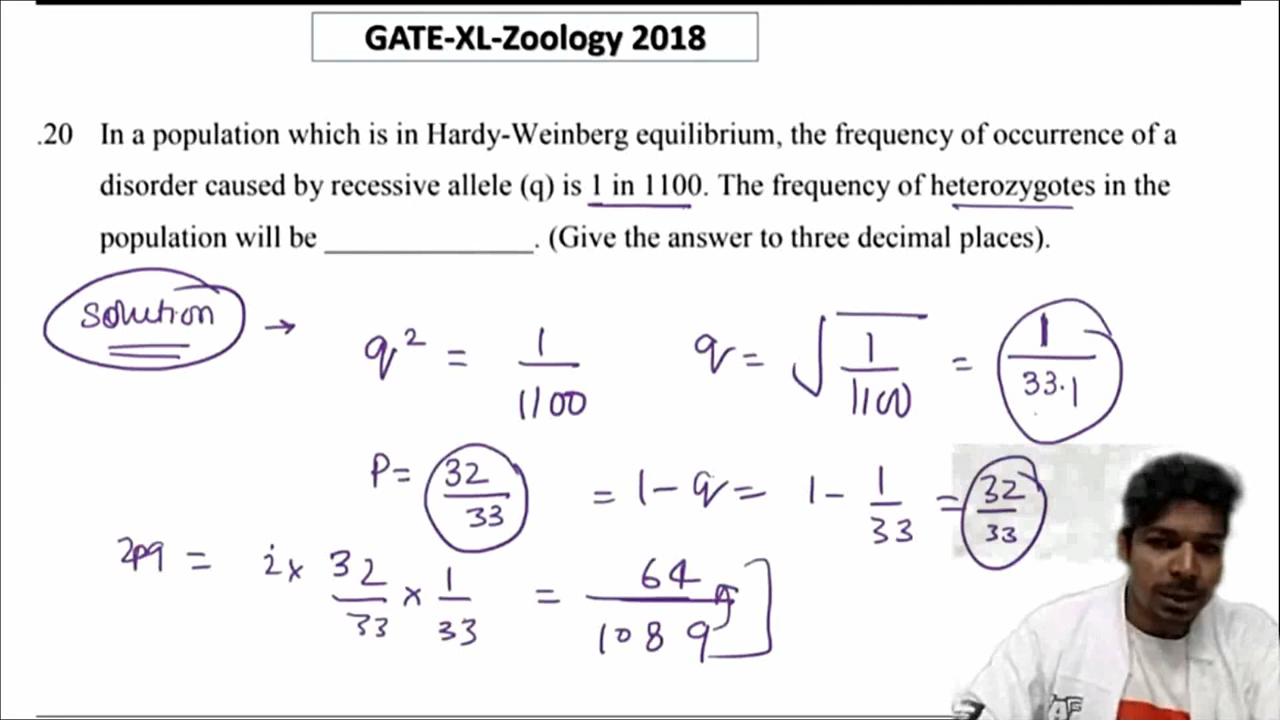 GATE-XL-Zoology 2018
.20 In a population which is in Hardy-Weinberg equilibrium, the frequency of occurrence of a
disorder caused by recessive allele (q) is 1 in 1100. The frequency of heterozygotes in the
population will be ______________. (Give the answer to three decimal places).
Solution → q² = 1/1100 q = √1/1100 = 1/33.1
P = 32/33 = 1 - q = 1 - 1/33 = 32/33
2pq = 2 x 32/33 x 1/33 = 64/1089